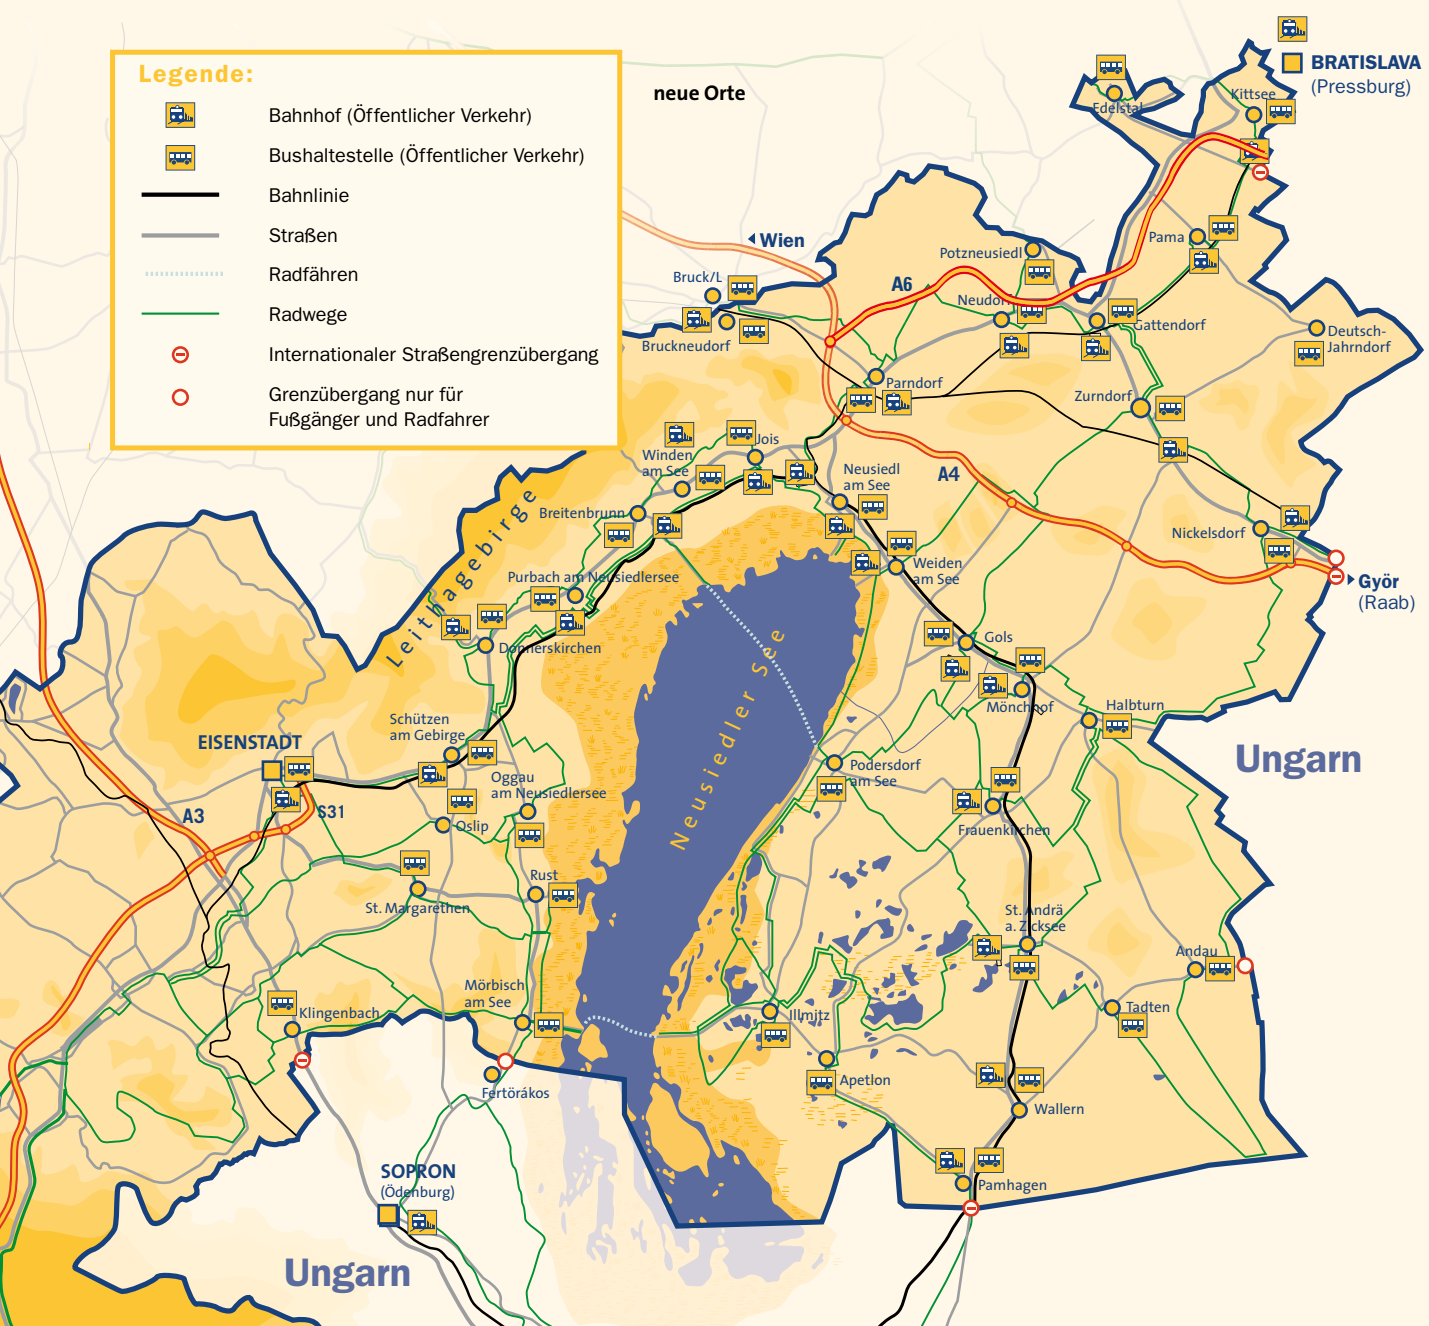 Legende:
Bahnhof (Öffentlicher Verkehr)
Bushaltestelle (Öffentlicher Verkehr)
Bahnlinie
Straßen
Radfähren
Radwege
Internationaler Straßengrenzübergang
Grenzübergang nur für
Fußgänger und Radfahrer
neue Orte
BRATISLAVA
(Pressburg)
Kittsee
Edelstal
Wien
Pama
Potzneusiedl
Bruck/L
A6
Neudorf
Gattendorf
Deutsch-
Jahrndorf
Bruckneudorf
Parndorf
Zurndorf
Jois
Winden
am See
Neusiedl
am See
A4
Breitenbrunn
Nickelsdorf
Leithagebirge
Purbach am Neusiedlersee
Weiden
am See
Györ
(Raab)
Gols
Donnerskirchen
Neusiedler See
Mönchhof
Halbturn
Schützen
am Gebirge
EISENSTADT
Ungarn
Podersdorf
am See
Oggau
am Neusiedlersee
A3
S31
Oslip
Frauenkirchen
Rust
St. Margarethen
St. Andrä
a. Zicksee
Andau
Mörbisch
am See
Klingenbach
Illmitz
Tadten
Apetlon
Fertörákos
Wallern
SOPRON
(Ödenburg)
Pamhagen
Ungarn